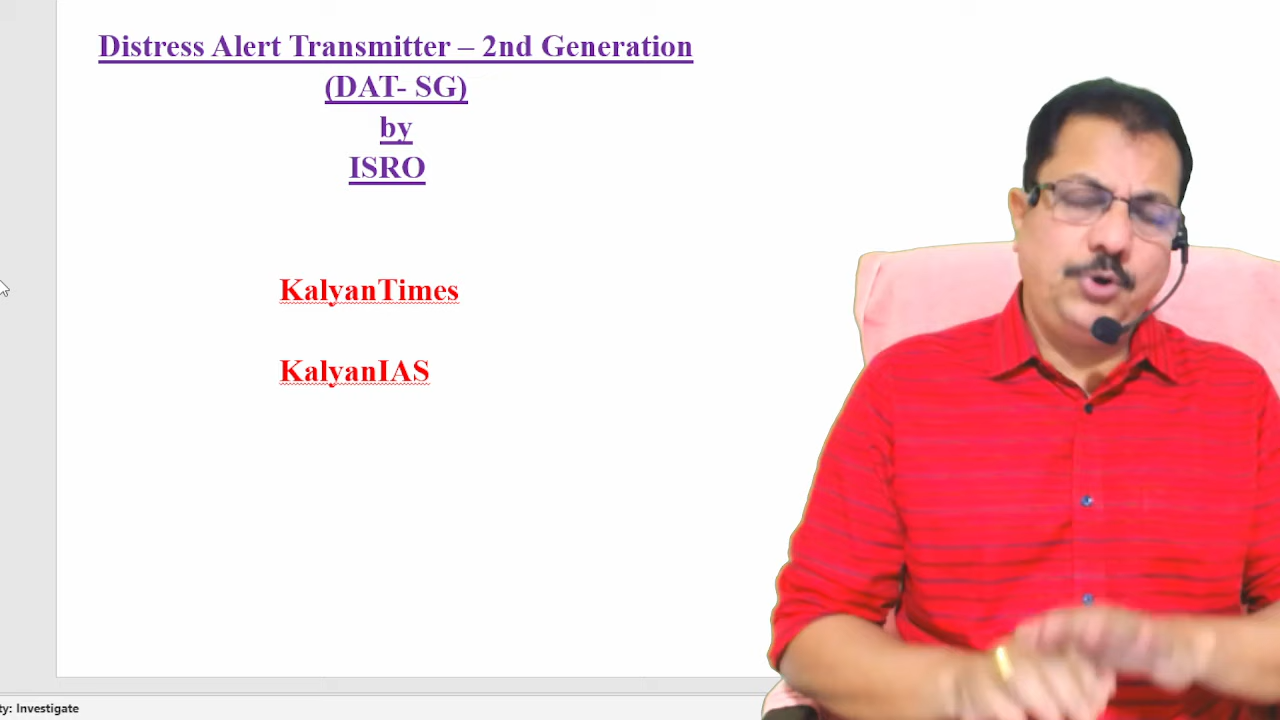 Distress Alert Transmitter – 2nd Generation
(DAT- SG)
by
ISRO
KalyanTimes
KalyanIAS
ty: Investigate